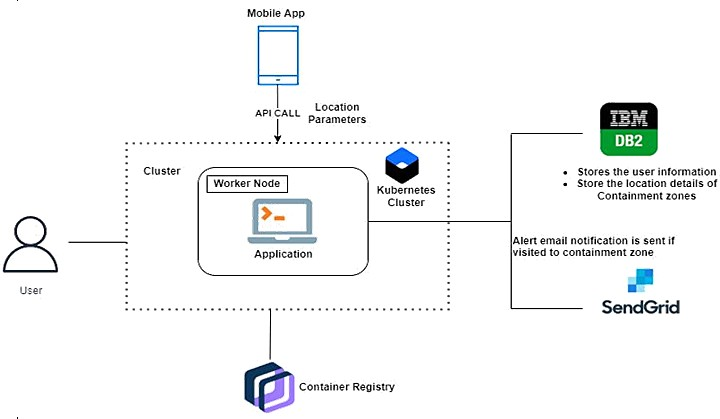 Mobile App
API CALL
Location
Parameters
Cluster
Worker Node
Application
Kubernetes
Cluster
IBM
DB2
• Stores the user information
• Store the location details of
Containment zones
User
Alert email notification is sent if
visited to containment zone
SendGrid
Container Registry